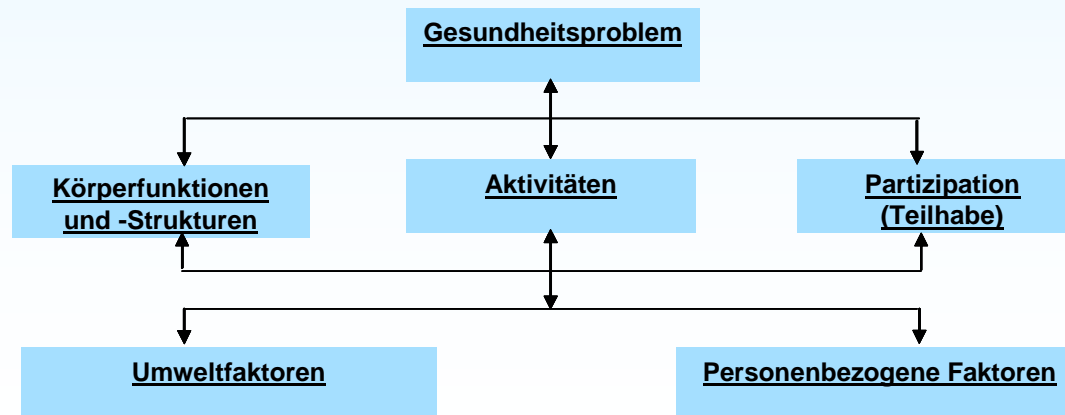 Gesundheitsproblem
Körperfunktionen
und -Strukturen
Aktivitäten
Partizipation
(Teilhabe)
Umweltfaktoren
Personenbezogene Faktoren